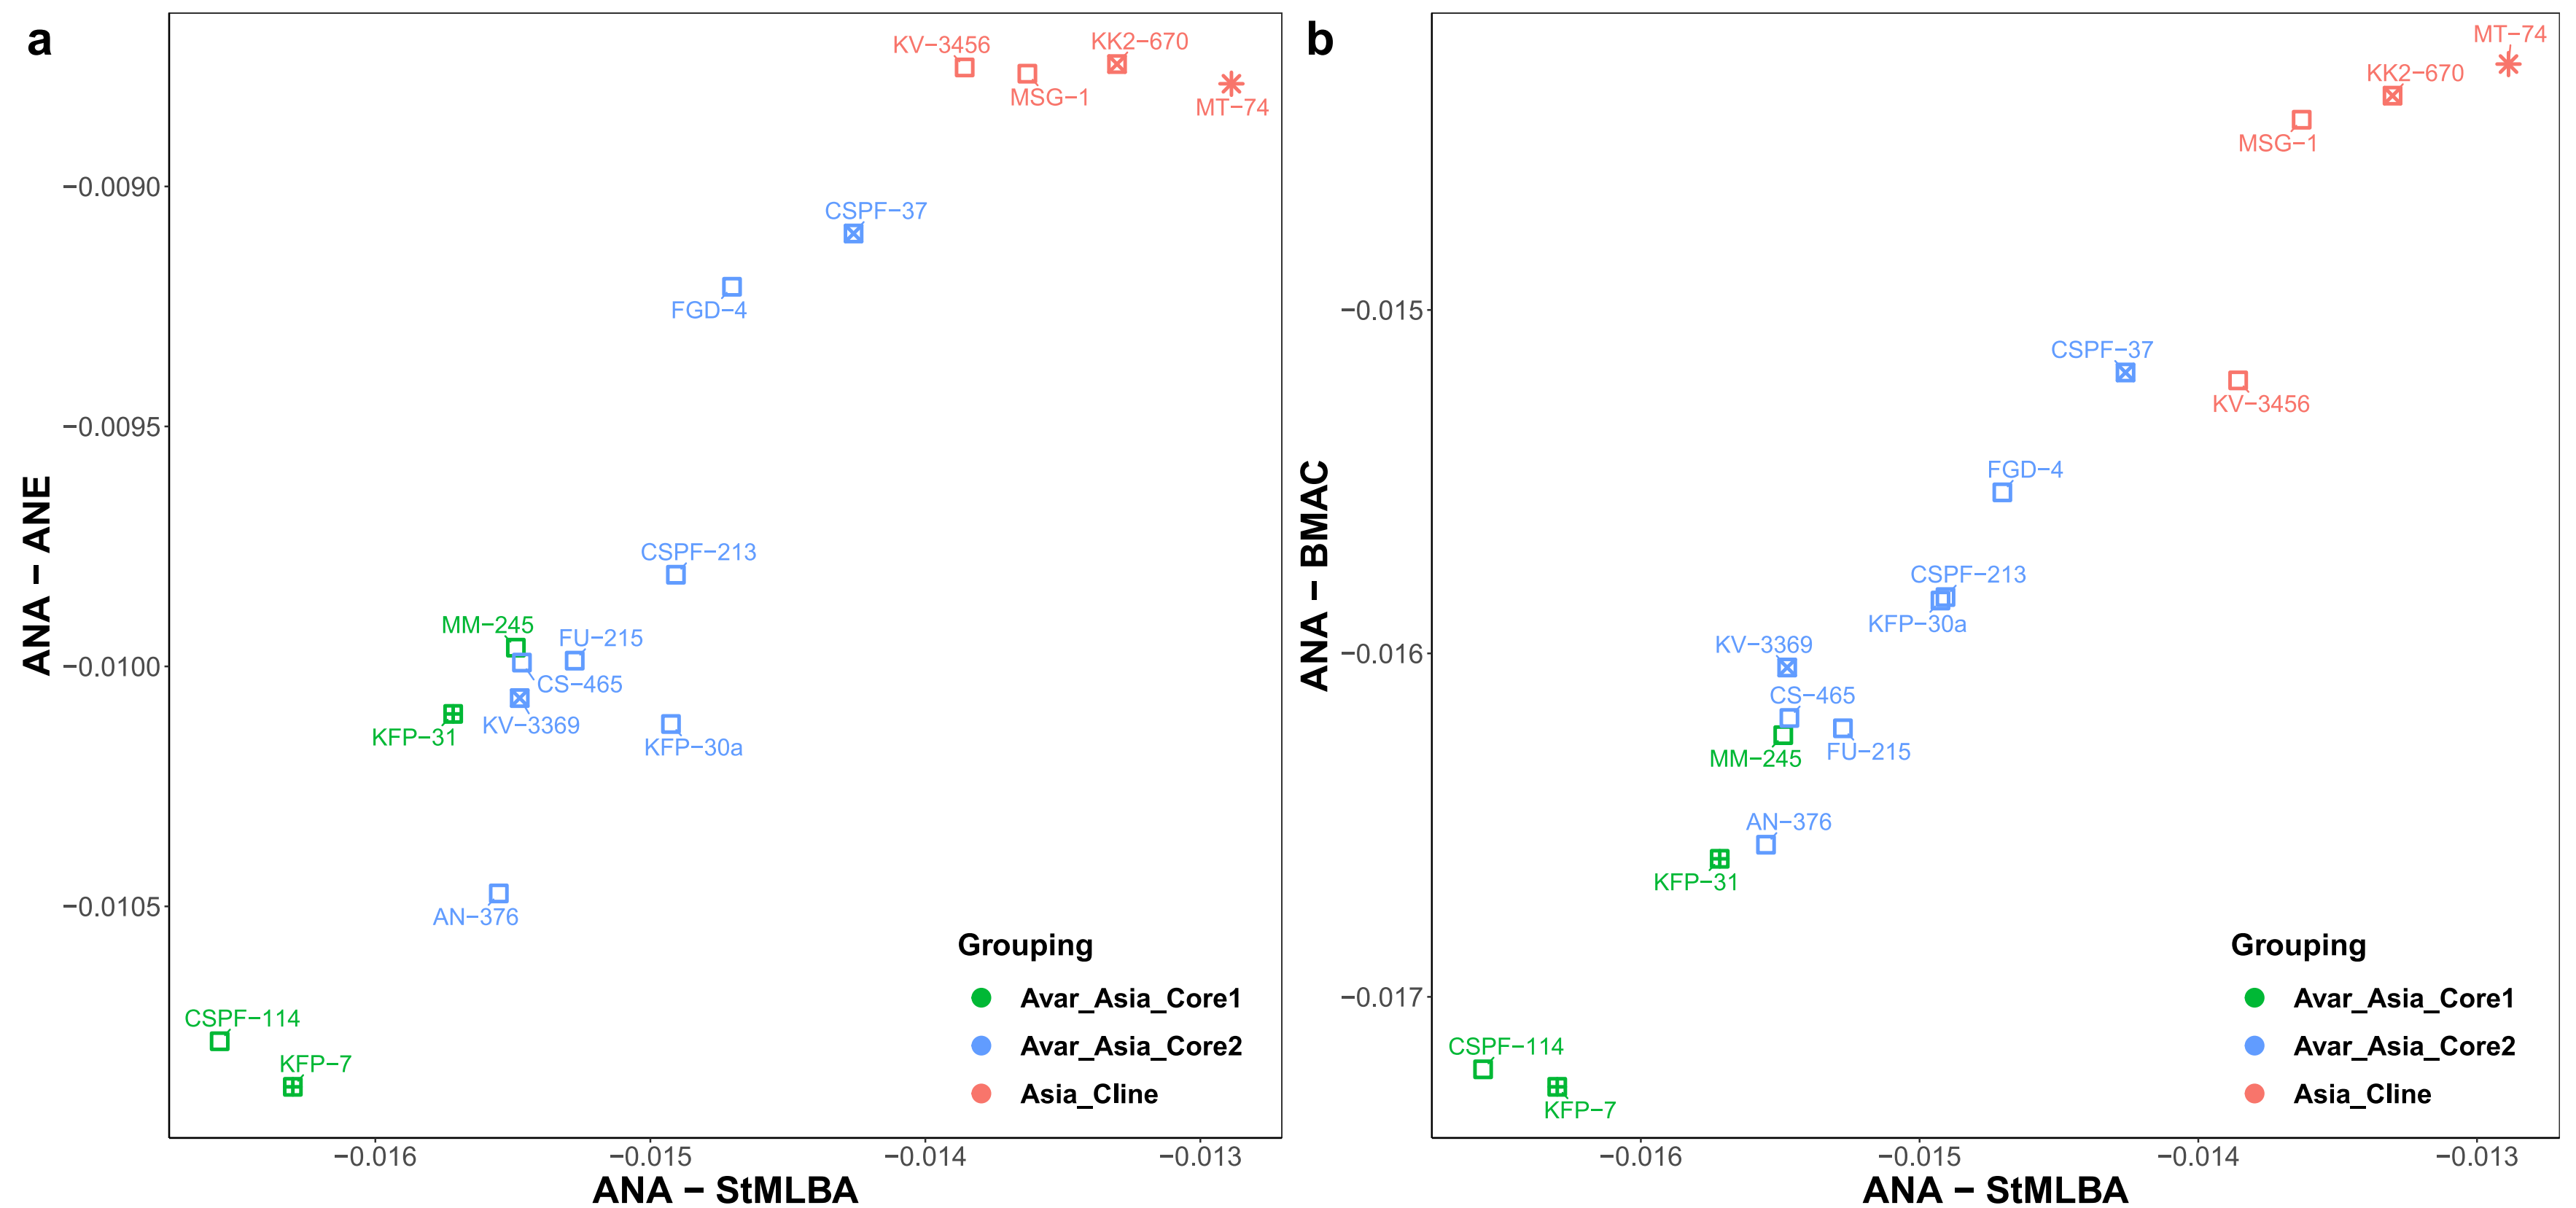 a
KV−3456
KK2−670
MSG−1
MT−74
−0.0090
CSPF−37
FGD−4
−0.0095
ANA − ANE
CSPF−213
MM−245
FU−215
−0.0100
CS−465
KV−3369
KFP−31
KFP−30a
−0.0105
AN−376
CSPF−114
KFP−7
Grouping
Avar_Asia_Core1
Avar_Asia_Core2
Asia_Cline
−0.016
−0.015
−0.014
−0.013
ANA − StMLBA
b
MT−74
KK2−670
MSG−1
−0.015
CSPF−37
KV−3456
FGD−4
ANA − BMAC
CSPF−213
KFP−30a
KV−3369
−0.016
CS−465
FU−215
MM−245
AN−376
KFP−31
−0.017
CSPF−114
KFP−7
Grouping
Avar_Asia_Core1
Avar_Asia_Core2
Asia_Cline
−0.016
−0.015
−0.014
−0.013
ANA − StMLBA